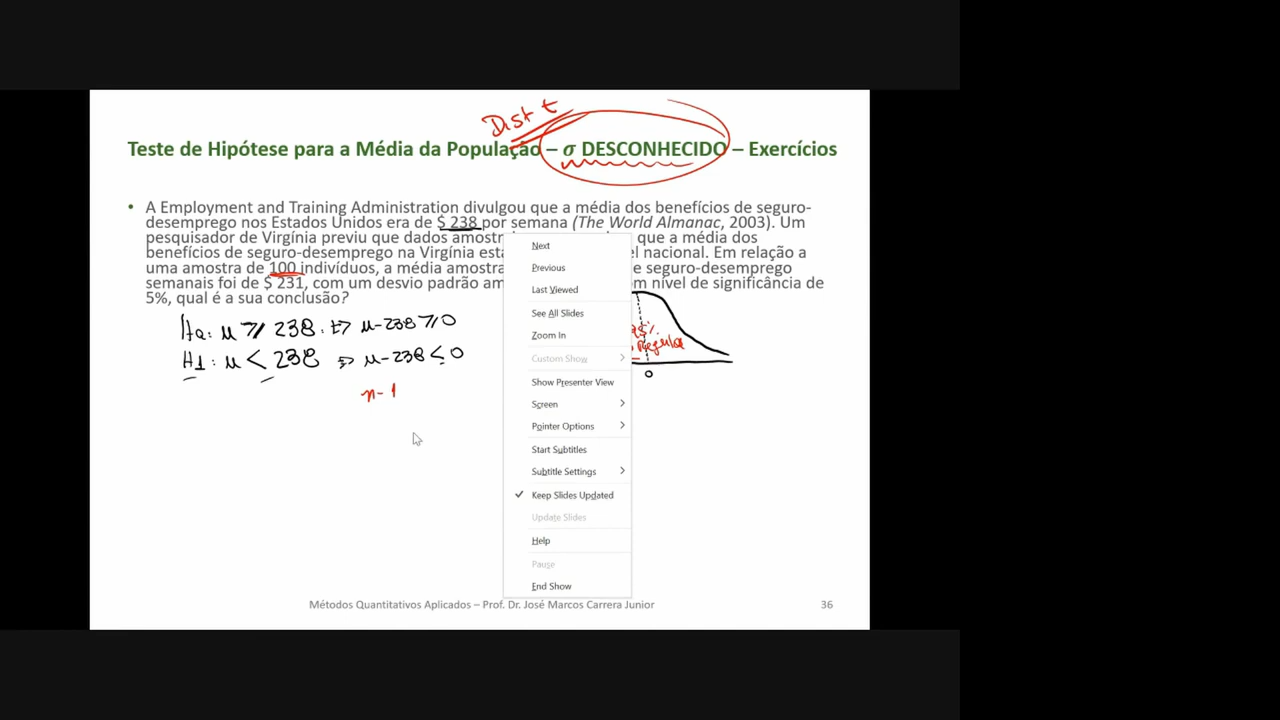 Dist t
Teste de Hipótese para a Média da População – σ DESCONHECIDO – Exercícios
• A Employment and Training Administration divulgou que a média dos benefícios de seguro-
desemprego nos Estados Unidos era de $ 238 por semana (The World Almanac, 2003). Um
pesquisador de Virgínia previu que dados amostr que a média dos
benefícios de seguro-desemprego na Virgínia esta l nacional. Em relação a
uma amostra de 100 indivíduos, a média amostra e seguro-desemprego
semanais foi de $ 231, com um desvio padrão am m nível de significância de
5%, qual é a sua conclusão?
H0: μ ≥ 238 μ-238 ≥ 0
H1: μ < 238 ⇒ μ-238 ≤ 0
n-1
0
Next
Previous
Last Viewed
See All Slides
Zoom In
Custom Show
Show Presenter View
Screen
Pointer Options
Start Subtitles
Subtitle Settings
Keep Slides Updated
Update Slides
Help
Pause
End Show
Métodos Quantitativos Aplicados – Prof. Dr. José Marcos Carrera Junior 36